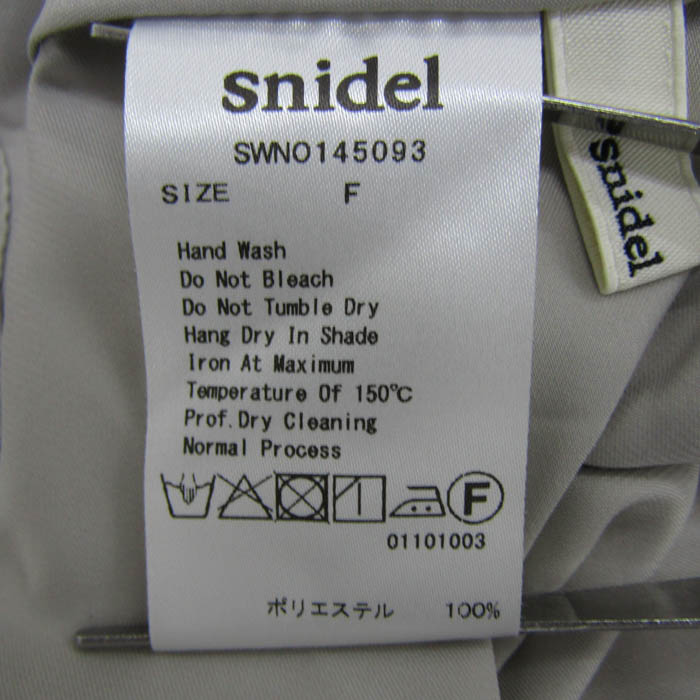 snidel
SWNO145093
SIZE F
Hand Wash
Do Not Bleach
Do Not Tumble Dry
Hang Dry In Shade
Iron At Maximum
Temperature Of 150℃
Prof.Dry Cleaning
Normal Process
F
01101003
ポリエステル 100%
snidel